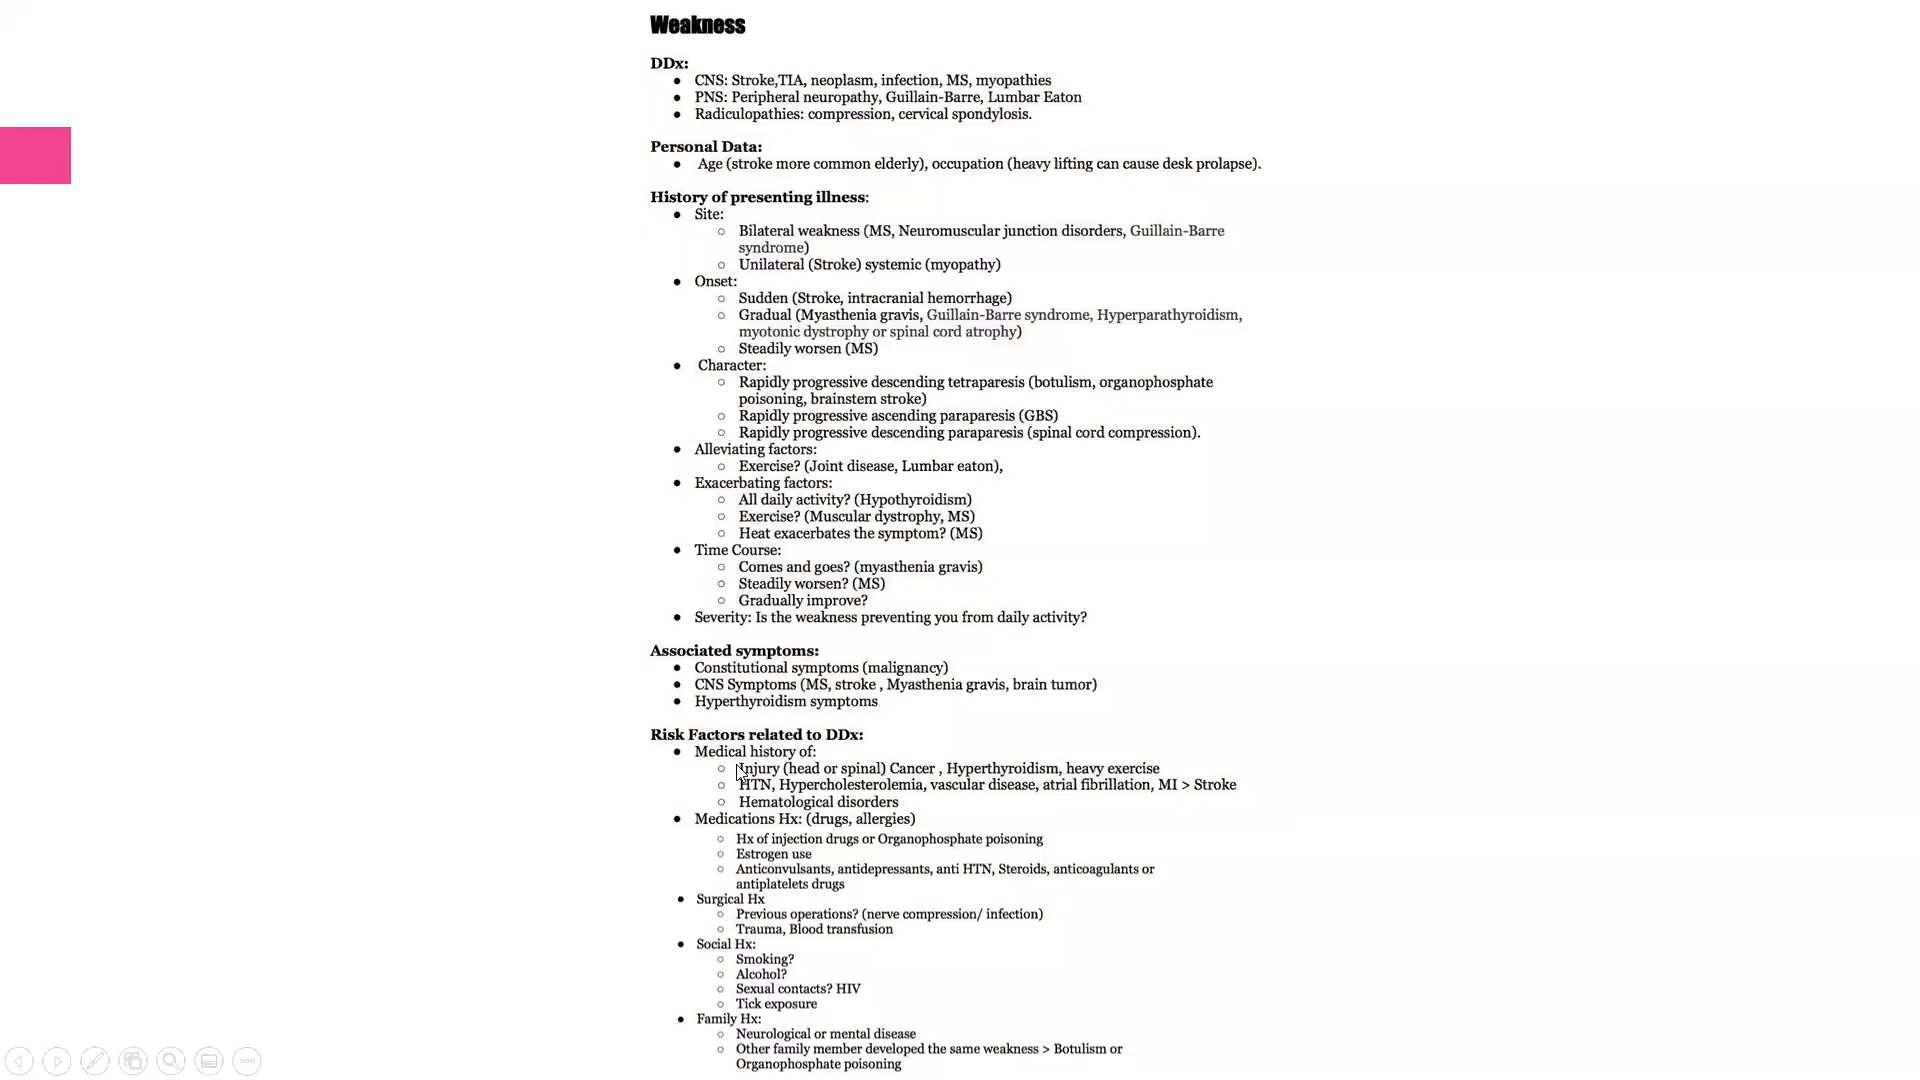 Weakness
DDx:
● CNS: Stroke,TIA, neoplasm, infection, MS, myopathies
● PNS: Peripheral neuropathy, Guillain-Barre, Lumbar Eaton
● Radiculopathies: compression, cervical spondylosis.
Personal Data:
● Age (stroke more common elderly), occupation (heavy lifting can cause desk prolapse).
History of presenting illness:
● Site:
○ Bilateral weakness (MS, Neuromuscular junction disorders, Guillain-Barre
syndrome)
○ Unilateral (Stroke) systemic (myopathy)
● Onset:
○ Sudden (Stroke, intracranial hemorrhage)
○ Gradual (Myasthenia gravis, Guillain-Barre syndrome, Hyperparathyroidism,
myotonic dystrophy or spinal cord atrophy)
○ Steadily worsen (MS)
● Character:
○ Rapidly progressive descending tetraparesis (botulism, organophosphate
poisoning, brainstem stroke)
○ Rapidly progressive ascending paraparesis (GBS)
○ Rapidly progressive descending paraparesis (spinal cord compression).
● Alleviating factors:
○ Exercise? (Joint disease, Lumbar eaton),
● Exacerbating factors:
○ All daily activity? (Hypothyroidism)
○ Exercise? (Muscular dystrophy, MS)
○ Heat exacerbates the symptom? (MS)
● Time Course:
○ Comes and goes? (myasthenia gravis)
○ Steadily worsen? (MS)
○ Gradually improve?
● Severity: Is the weakness preventing you from daily activity?
Associated symptoms:
● Constitutional symptoms (malignancy)
● CNS Symptoms (MS, stroke , Myasthenia gravis, brain tumor)
● Hyperthyroidism symptoms
Risk Factors related to DDx:
● Medical history of:
○ Injury (head or spinal) Cancer , Hyperthyroidism, heavy exercise
○ HTN, Hypercholesterolemia, vascular disease, atrial fibrillation, MI > Stroke
○ Hematological disorders
● Medications Hx: (drugs, allergies)
○ Hx of injection drugs or Organophosphate poisoning
○ Estrogen use
○ Anticonvulsants, antidepressants, anti HTN, Steroids, anticoagulants or
antiplatelets drugs
● Surgical Hx
○ Previous operations? (nerve compression/ infection)
○ Trauma, Blood transfusion
● Social Hx:
○ Smoking?
○ Alcohol?
○ Sexual contacts? HIV
○ Tick exposure
● Family Hx:
○ Neurological or mental disease
○ Other family member developed the same weakness > Botulism or
Organophosphate poisoning